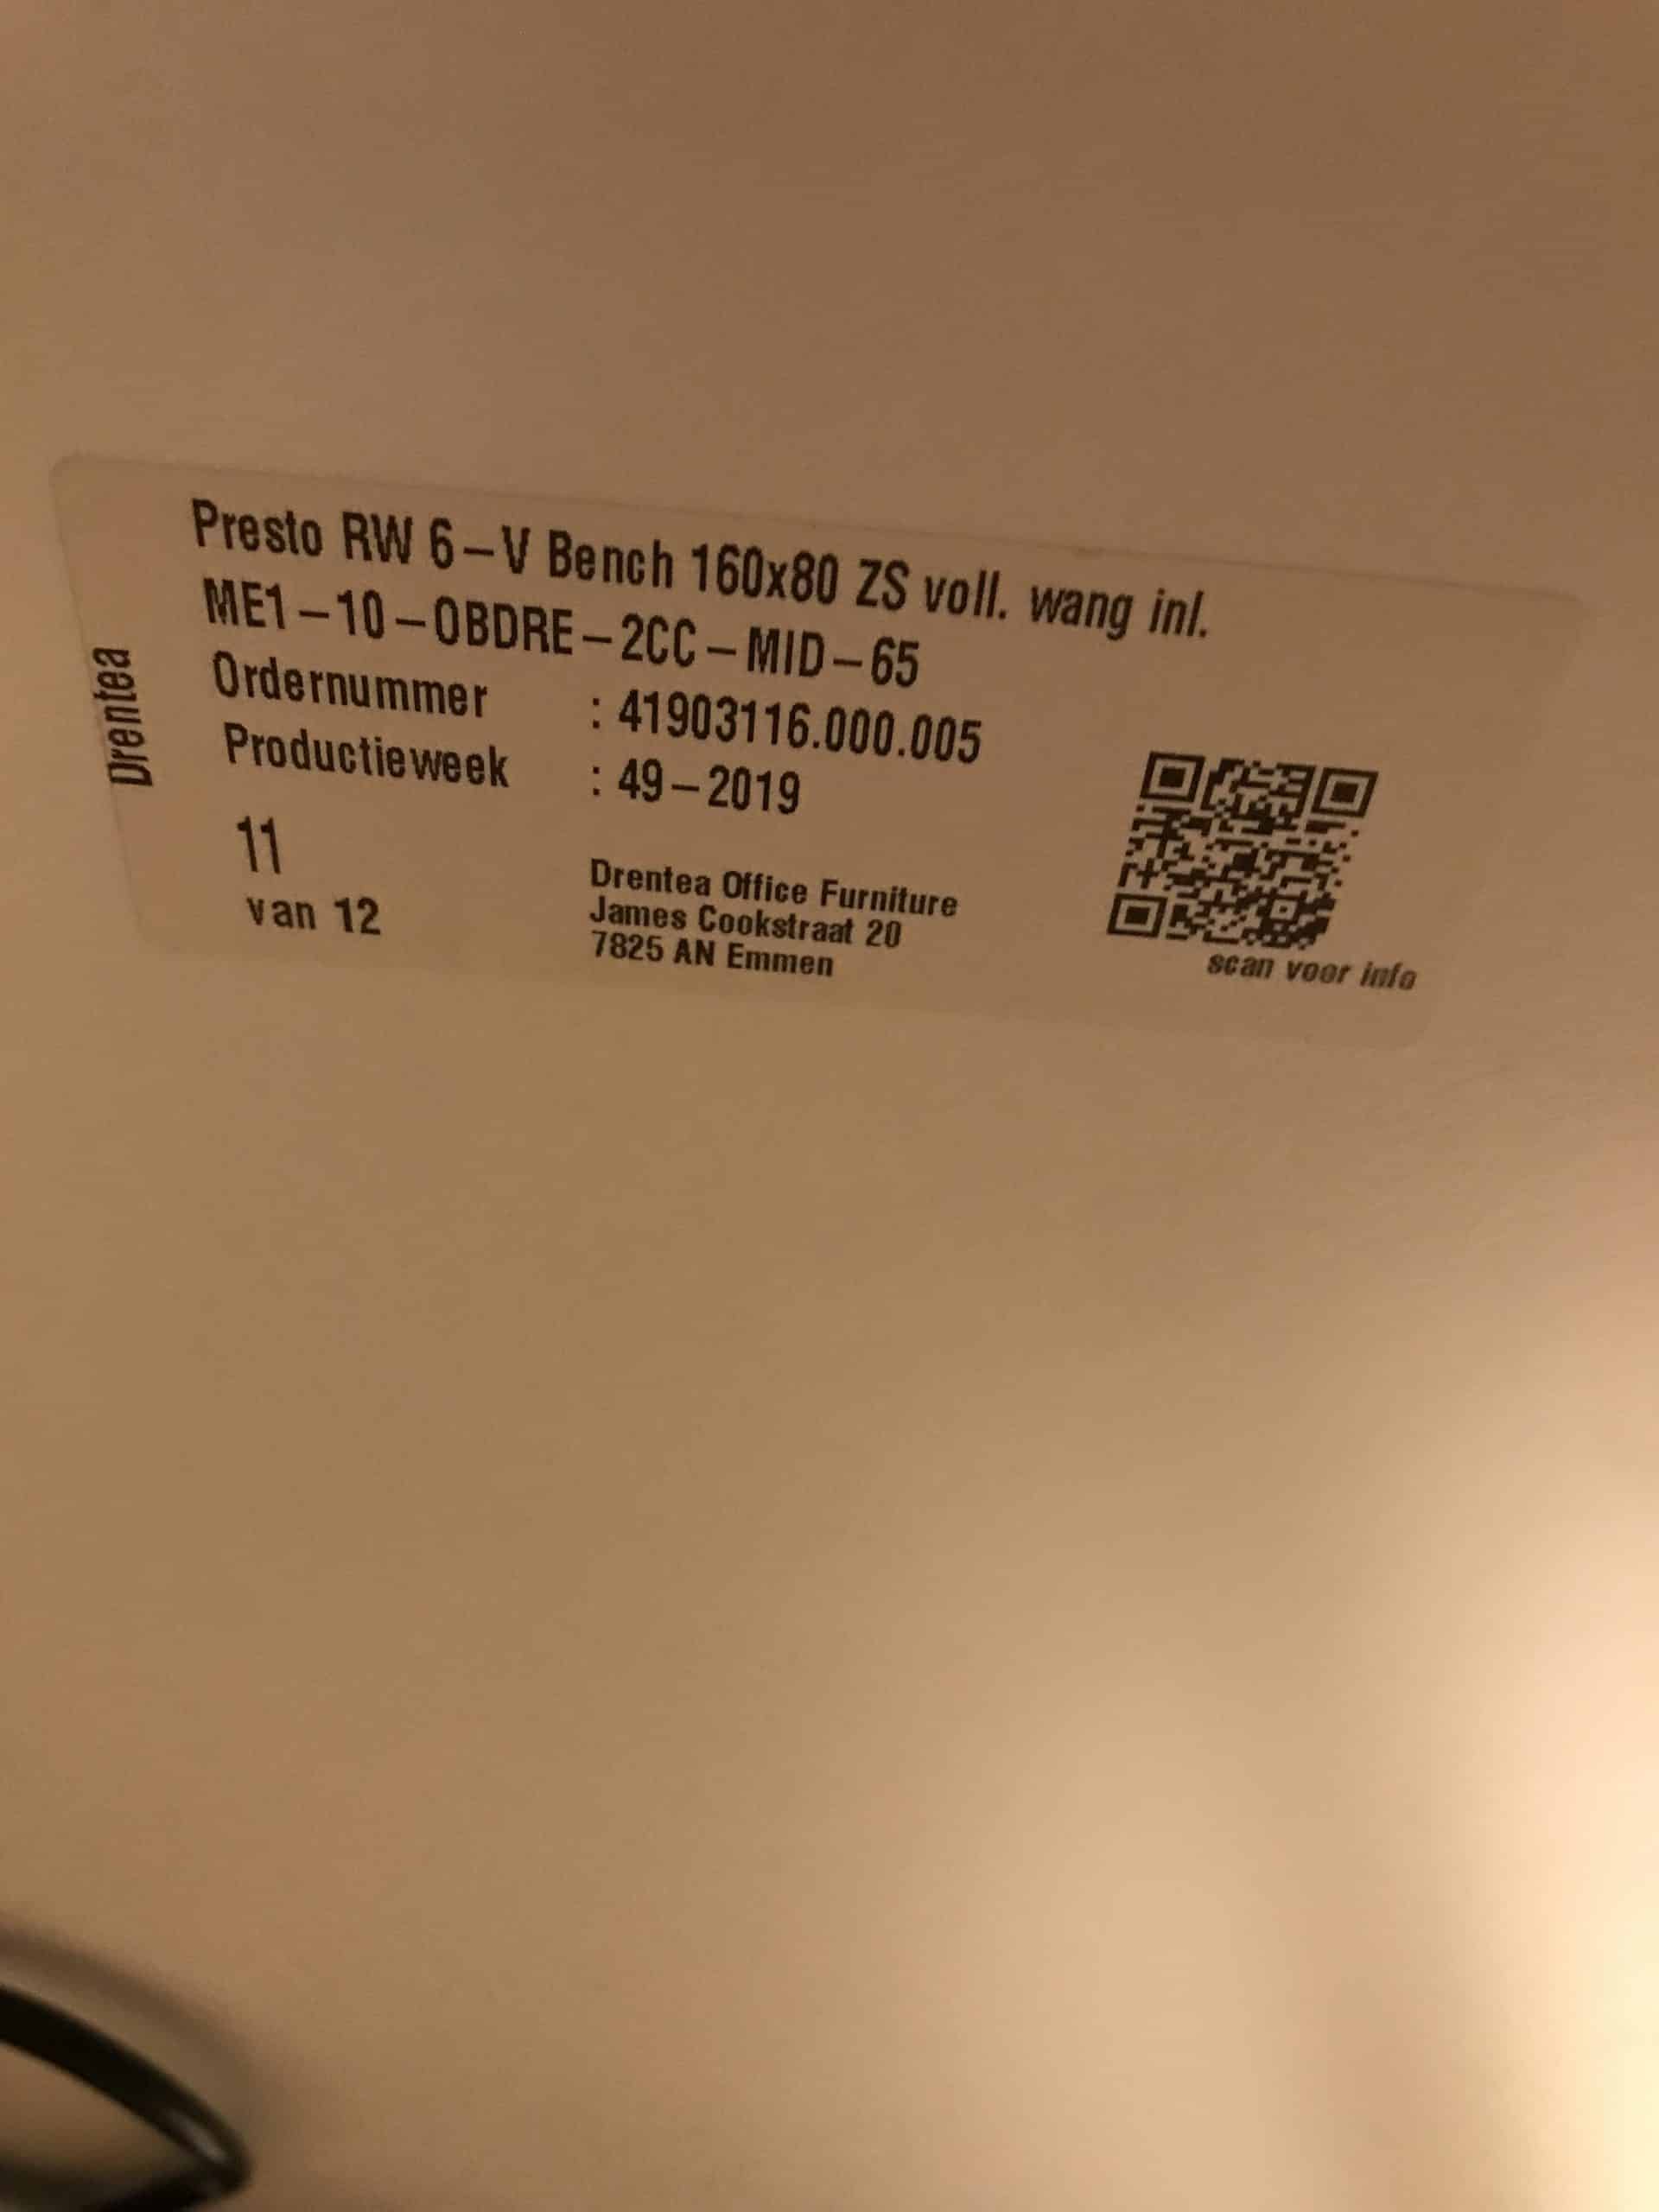 Drentea
Presto RW 6-V Bench 160x80 ZS voll. wang inl.
ME1-10-OBDRE-2CC-MID-65
Ordernummer : 41903116.000.005
Productieweek : 49-2019
11
van 12
Drentea Office Furniture
James Cookstraat 20
7825 AN Emmen
scan voor info